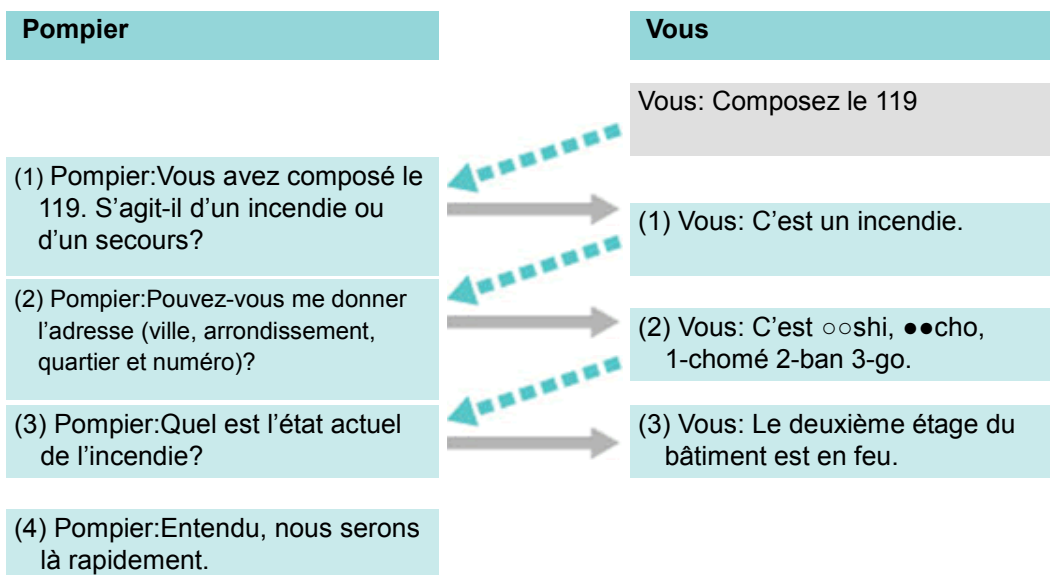 Pompier
Vous
Vous: Composez le 119
(1) Pompier:Vous avez composé le
119. S’agit-il d’un incendie ou
d’un secours?
(1) Vous: C’est un incendie.
(2) Pompier:Pouvez-vous me donner
l’adresse (ville, arrondissement,
quartier et numéro)?
(2) Vous: C’est ○○shi, ●●cho,
1-chomé 2-ban 3-go.
(3) Pompier:Quel est l’état actuel
de l’incendie?
(3) Vous: Le deuxième étage du
bâtiment est en feu.
(4) Pompier:Entendu, nous serons
là rapidement.